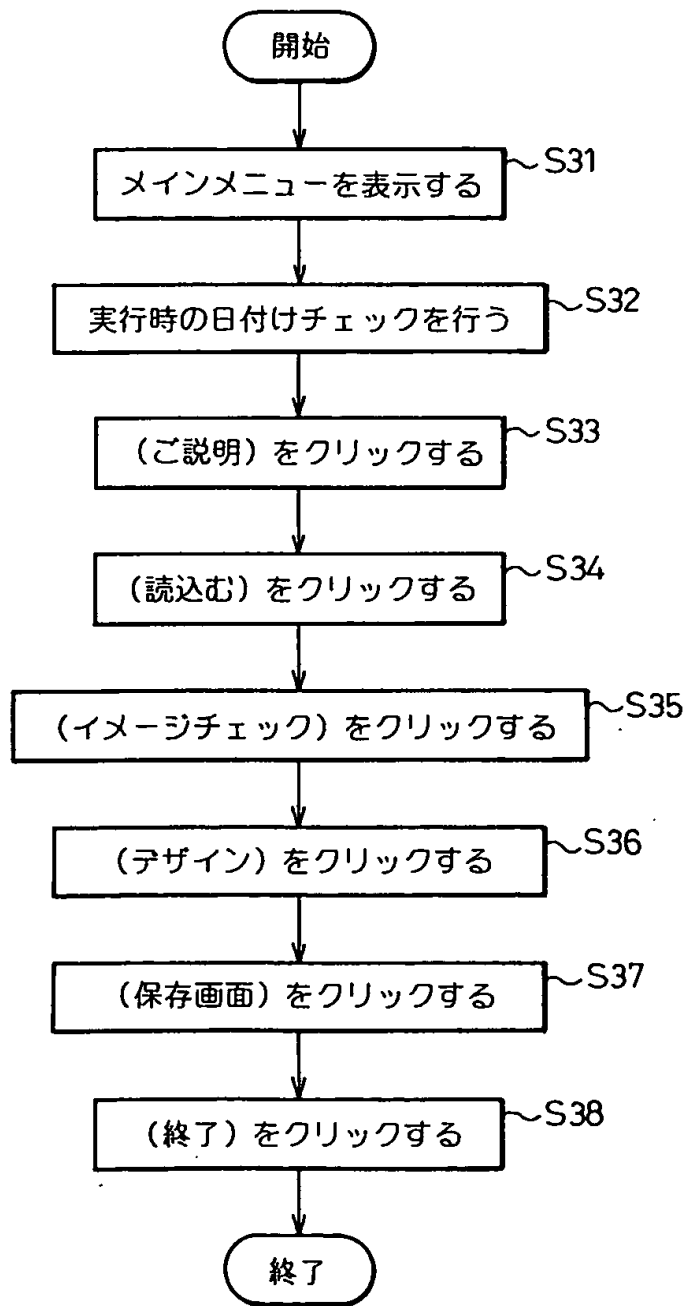 開始
メインメニューを表示する
S31
実行時の日付けチェックを行う
S32
（ご説明）をクリックする
S33
（読込む）をクリックする
S34
（イメージチェック）をクリックする
S35
（デザイン）をクリックする
S36
（保存画面）をクリックする
S37
（終了）をクリックする
S38
終了